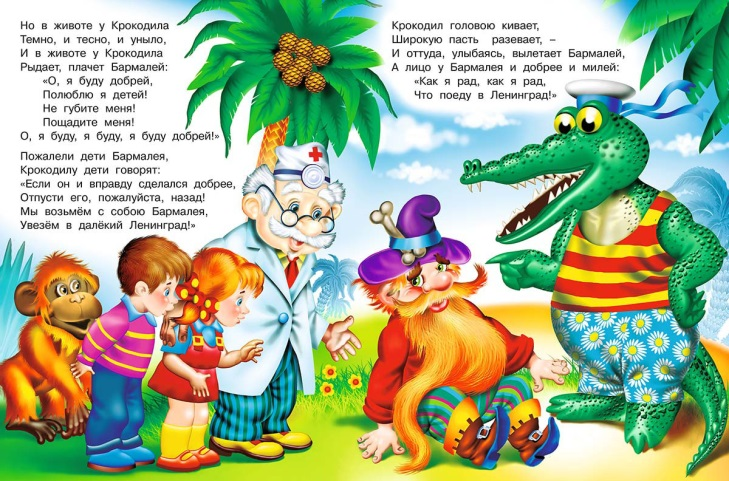 Но в животе у Крокодила
Темно, и тесно, и уныло,
И в животе у Крокодила
Рыдает, плачет Бармалей:
«О, я буду добрей,
Полюблю я детей!
Не губите меня!
Пощадите меня!
О, я буду, я буду, я буду добрей!»
Пожалели дети Бармалея,
Крокодилу дети говорят:
«Если он и вправду сделался добрее,
Отпусти его, пожалуйста, назад!
Мы возьмём с собою Бармалея,
Увезём в далёкий Ленинград!»
Крокодил головою кивает,
Широкую пасть разевает, –
И оттуда, улыбаясь, вылетает Бармалей,
А лицо у Бармалея и добрее и милей:
«Как я рад, как я рад,
Что поеду в Ленинград!»